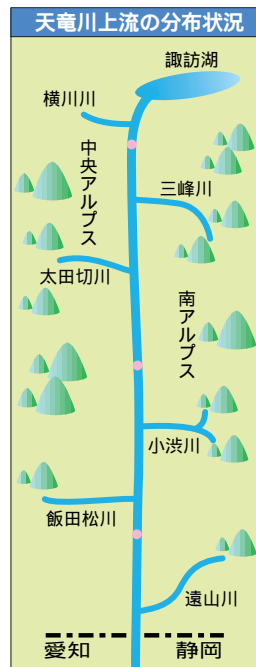 天竜川上流の分布状況
諏訪湖
横川川
中央アルプス
三峰川
太田切川
南アルプス
小渋川
飯田松川
遠山川
愛知
静岡